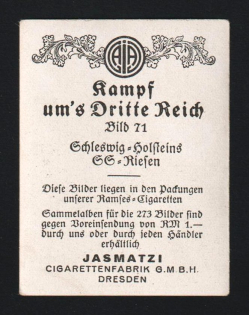 AJA
Kampf
um's Dritte Reich
Bild 71
Schleswig=Holsteins
SS=Riesen
Diese Bilder liegen in den Packungen
unserer Ramses=Cigaretten
Sammelalben für die 273 Bilder sind
gegen Voreinsendung von RM 1.—
durch uns oder durch jeden Händler
erhältlich
JASMATZI
CIGARETTENFABRIK G.M.B.H.
DRESDEN